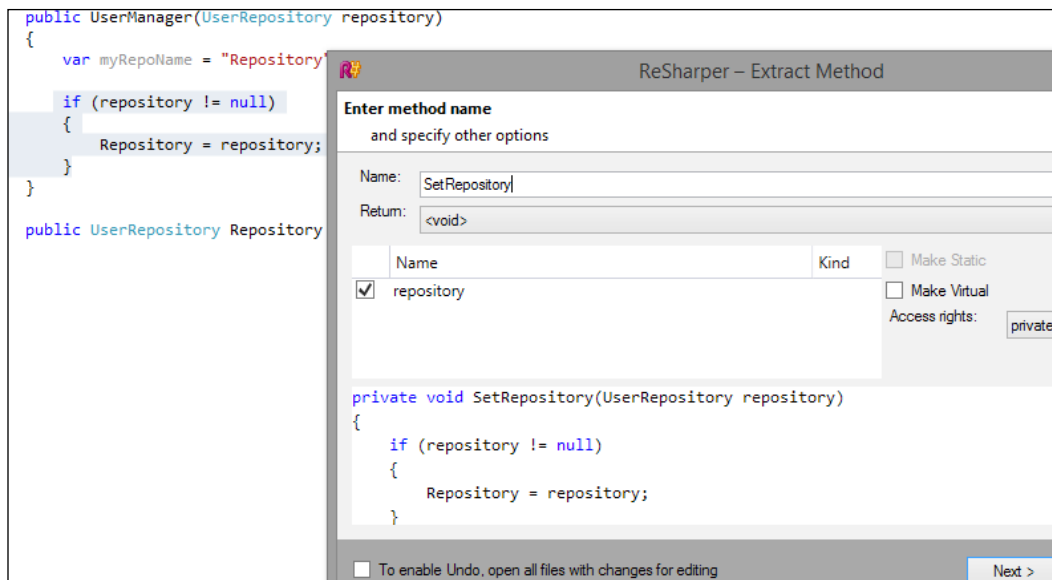 public UserManager(UserRepository repository)
{
var myRepoName = "Repository"
if (repository != null)
{
Repository = repository;
}
}
public UserRepository Repository
ReSharper – Extract Method
Enter method name
and specify other options
Name:
SetRepository
Return:
<void>
Name
Kind
repository
Make Static
Make Virtual
Access rights:
private
private void SetRepository(UserRepository repository)
{
if (repository != null)
{
Repository = repository;
}
To enable Undo, open all files with changes for editing
Next >